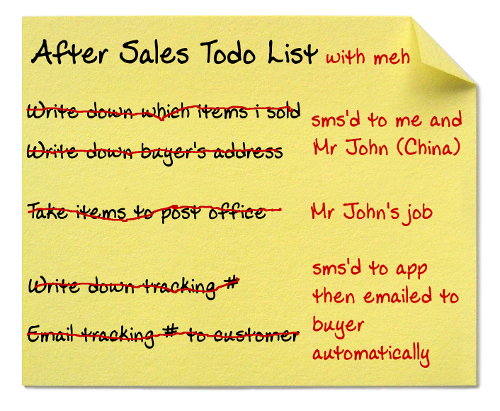 After Sales Todo List with meh
Write down which items i sold
sms'd to me and
Write down buyer's address
Mr John (China)
Take items to post office
Mr John's job
sms'd to app
Write down tracking #
then emailed to
buyer
Email tracking # to customer
automatically